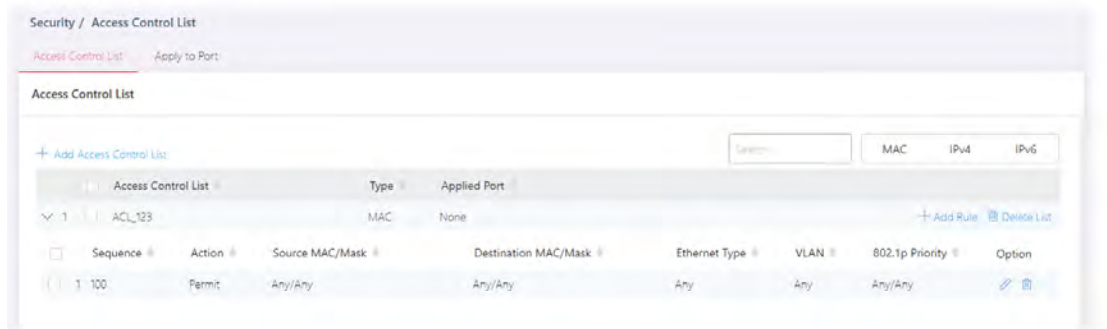 Security / Access Control List
Access Control List Apply to Port
Access Control List
+ Add Access Control List Search... MAC IPv4 IPv6
Access Control List Type Applied Port
1 ACL_123 MAC None + Add Rule Delete List
Sequence Action Source MAC/Mask Destination MAC/Mask Ethernet Type VLAN 802.1p Priority Option
1 100 Permit Any/Any Any/Any Any Any Any/Any